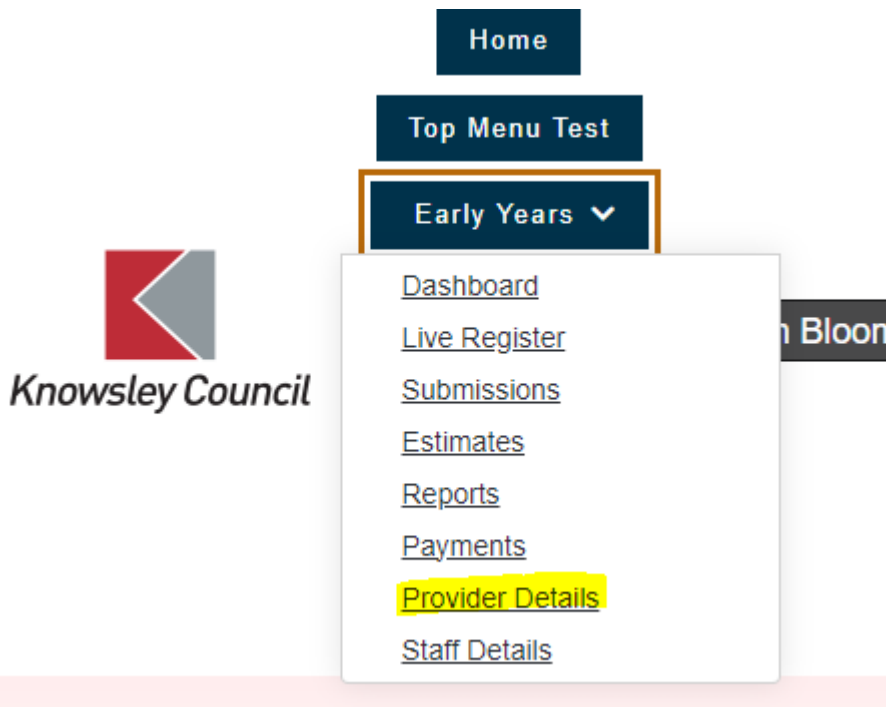 Home
Top Menu Test
Early Years
Dashboard
Live Register
Submissions
Estimates
Reports
Payments
Provider Details
Staff Details
Knowsley Council